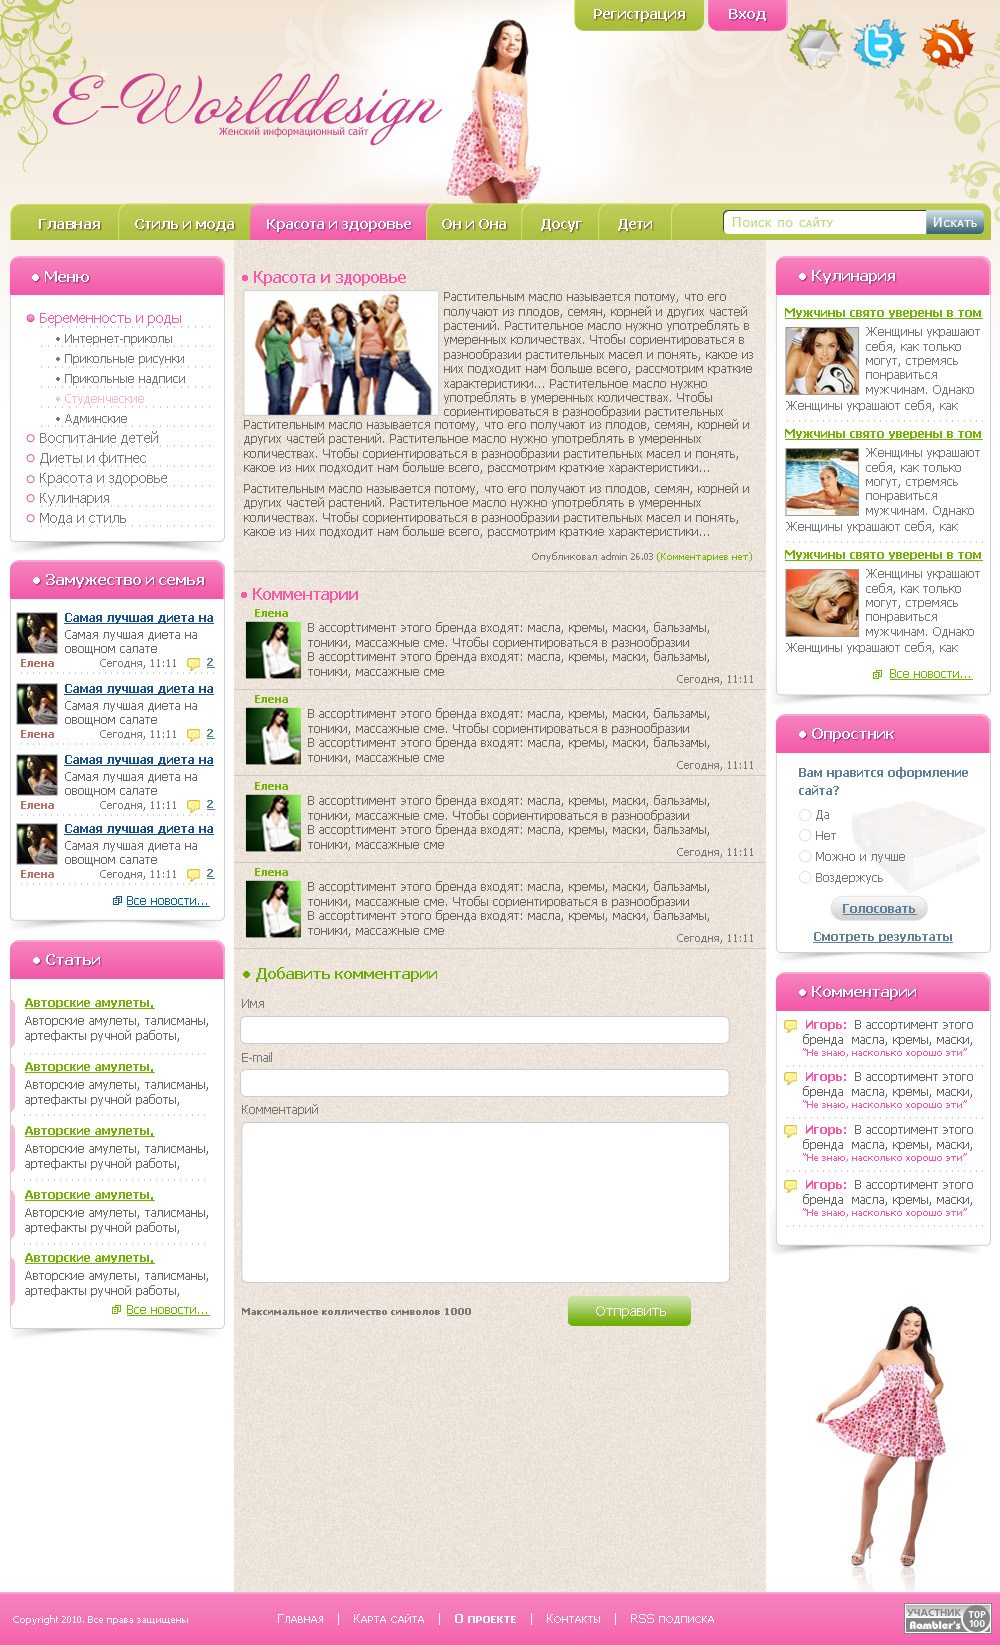 Регистрация
Вход
E-Worlddesign
Женский информационный сайт
Главная
Стиль и мода
Красота и здоровье
Он и Она
Досуг
Дети
Поиск по сайту
Искать
Меню
Беременность и роды
Интернет-приколы
Прикольные рисунки
Прикольные надписи
Студенческие
Админские
Воспитание детей
Диеты и фитнес
Красота и здоровье
Кулинария
Мода и стиль
Замужество и семья
Самая лучшая диета на
Самая лучшая диета на
овощном салате
Елена Сегодня, 11:11 2
Самая лучшая диета на
Самая лучшая диета на
овощном салате
Елена Сегодня, 11:11 2
Самая лучшая диета на
Самая лучшая диета на
овощном салате
Елена Сегодня, 11:11 2
Самая лучшая диета на
Самая лучшая диета на
овощном салате
Елена Сегодня, 11:11 2
Все новости...
Статьи
Авторские амулеты,
Авторские амулеты, талисманы,
артефакты ручной работы,
Авторские амулеты,
Авторские амулеты, талисманы,
артефакты ручной работы,
Авторские амулеты,
Авторские амулеты, талисманы,
артефакты ручной работы,
Авторские амулеты,
Авторские амулеты, талисманы,
артефакты ручной работы,
Авторские амулеты,
Авторские амулеты, талисманы,
артефакты ручной работы,
Все новости...
Красота и здоровье
Растительным масло называется потому, что его
получают из плодов, семян, корней и других частей
растений. Растительное масло нужно употреблять в
умеренных количествах. Чтобы сориентироваться в
разнообразии растительных масел и понять, какое из
них подходит нам больше всего, рассмотрим краткие
характеристики... Растительное масло нужно
употреблять в умеренных количествах. Чтобы
сориентироваться в разнообразии растительных
Растительным масло называется потому, что его получают из плодов, семян, корней и
других частей растений. Растительное масло нужно употреблять в умеренных
количествах. Чтобы сориентироваться в разнообразии растительных масел и понять,
какое из них подходит нам больше всего, рассмотрим краткие характеристики...
Растительным масло называется потому, что его получают из плодов, семян, корней и
других частей растений. Растительное масло нужно употреблять в умеренных
количествах. Чтобы сориентироваться в разнообразии растительных масел и понять,
какое из них подходит нам больше всего, рассмотрим краткие характеристики...
Опубликовал admin 26.03 (Комментариев нет)
Комментарии
Елена
В ассорttимент этого бренда входят: масла, кремы, маски, бальзамы,
тоники, массажные сме. Чтобы сориентироваться в разнообразии
В ассорttимент этого бренда входят: масла, кремы, маски, бальзамы,
тоники, массажные сме
Сегодня, 11:11
Елена
В ассорttимент этого бренда входят: масла, кремы, маски, бальзамы,
тоники, массажные сме. Чтобы сориентироваться в разнообразии
В ассорttимент этого бренда входят: масла, кремы, маски, бальзамы,
тоники, массажные сме
Сегодня, 11:11
Елена
В ассорttимент этого бренда входят: масла, кремы, маски, бальзамы,
тоники, массажные сме. Чтобы сориентироваться в разнообразии
В ассорttимент этого бренда входят: масла, кремы, маски, бальзамы,
тоники, массажные сме
Сегодня, 11:11
Елена
В ассорttимент этого бренда входят: масла, кремы, маски, бальзамы,
тоники, массажные сме. Чтобы сориентироваться в разнообразии
В ассорttимент этого бренда входят: масла, кремы, маски, бальзамы,
тоники, массажные сме
Сегодня, 11:11
Добавить комментарии
Имя
E-mail
Комментарий
Максимальное колличество символов 1000
Отправить
Кулинария
Мужчины свято уверены в том
Женщины украшают
себя, как только
могут, стремясь
понравиться
мужчинам. Однако
Женщины украшают себя, как
Мужчины свято уверены в том
Женщины украшают
себя, как только
могут, стремясь
понравиться
мужчинам. Однако
Женщины украшают себя, как
Мужчины свято уверены в том
Женщины украшают
себя, как только
могут, стремясь
понравиться
мужчинам. Однако
Женщины украшают себя, как
Все новости...
Опростник
Вам нравится оформление
сайта?
Да
Нет
Можно и лучше
Воздержусь
Голосовать
Смотреть результаты
Комментарии
Игорь: В ассортимент этого
бренда масла, кремы, маски,
"Не знаю, насколько хорошо эти"
Игорь: В ассортимент этого
бренда масла, кремы, маски,
"Не знаю, насколько хорошо эти"
Игорь: В ассортимент этого
бренда масла, кремы, маски,
"Не знаю, насколько хорошо эти"
Игорь: В ассортимент этого
бренда масла, кремы, маски,
"Не знаю, насколько хорошо эти"
Copyright 2010. Все права защищены
Главная | Карта сайта | О проекте | Контакты | RSS подписка
УЧАСТНИК
Rambler's
TOP
100